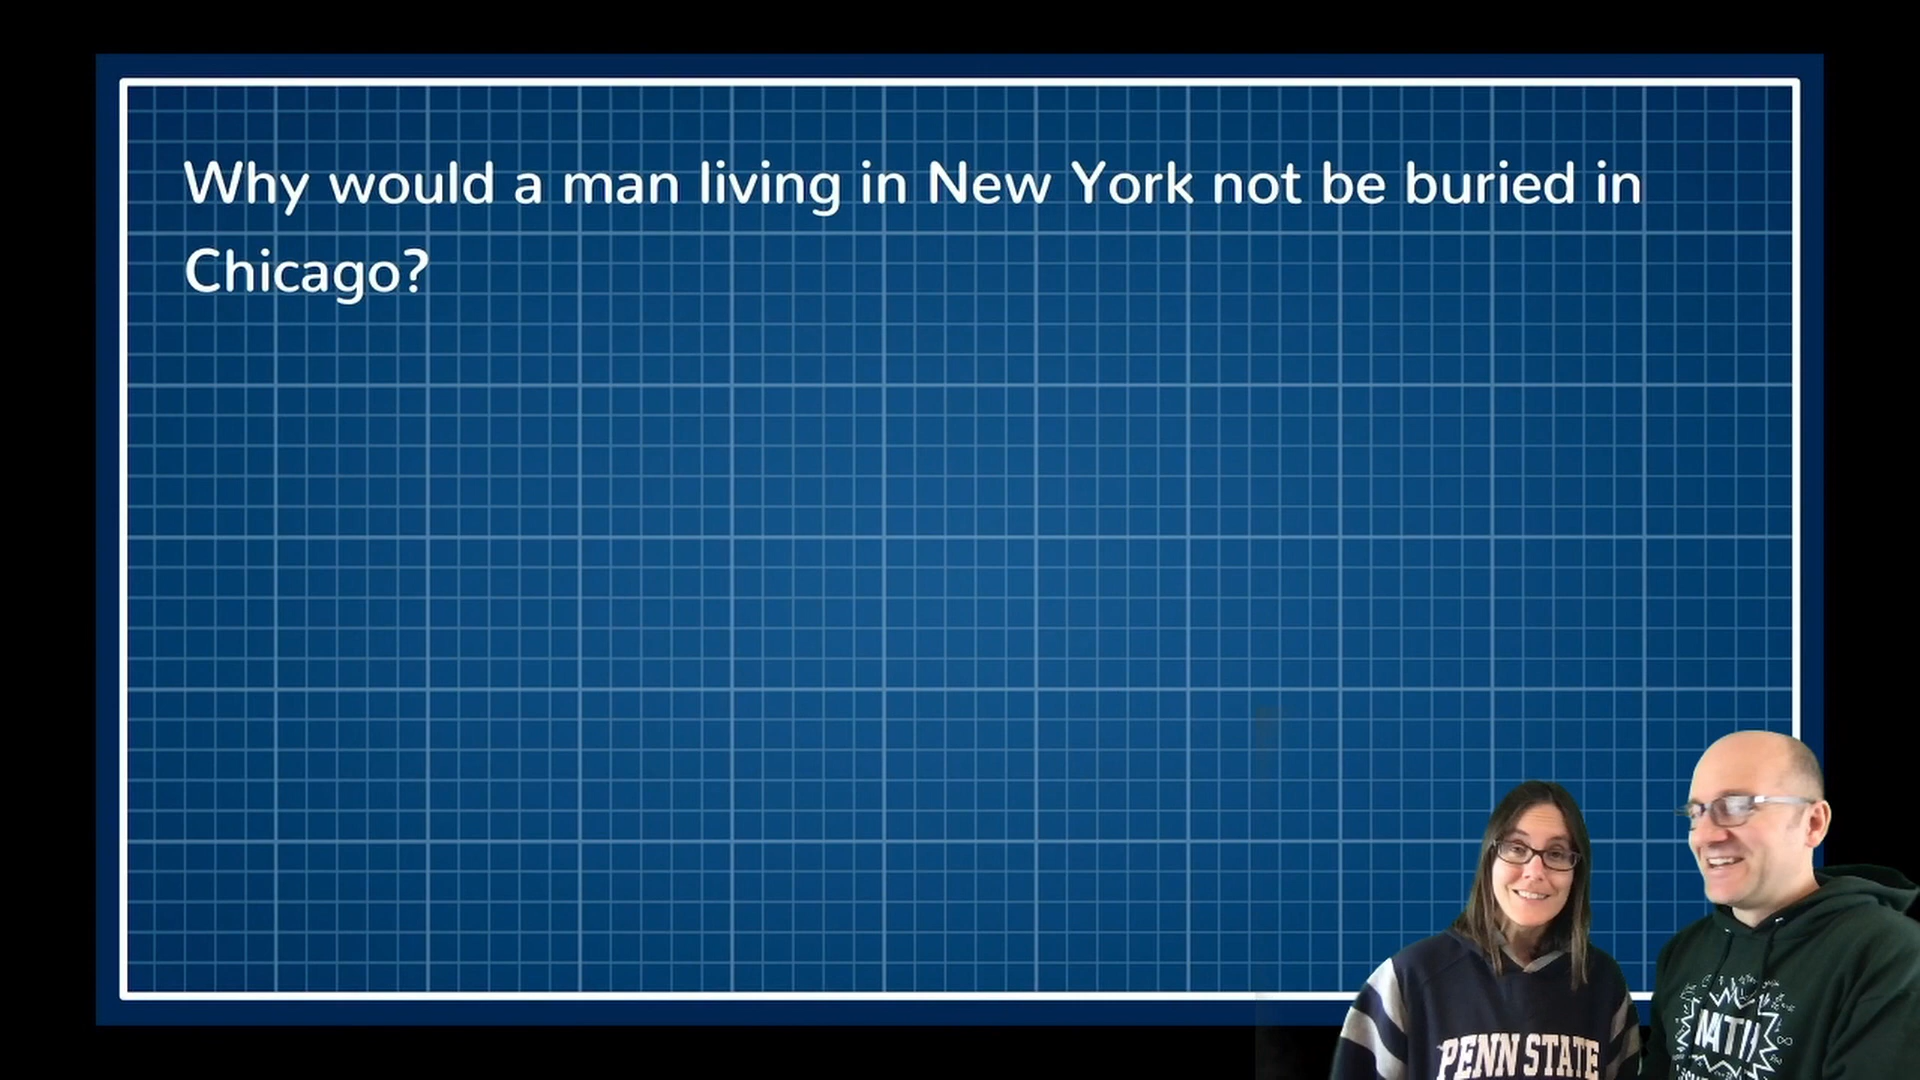 Why would a man living in New York not be buried in
Chicago?
PENN STATE
MATH